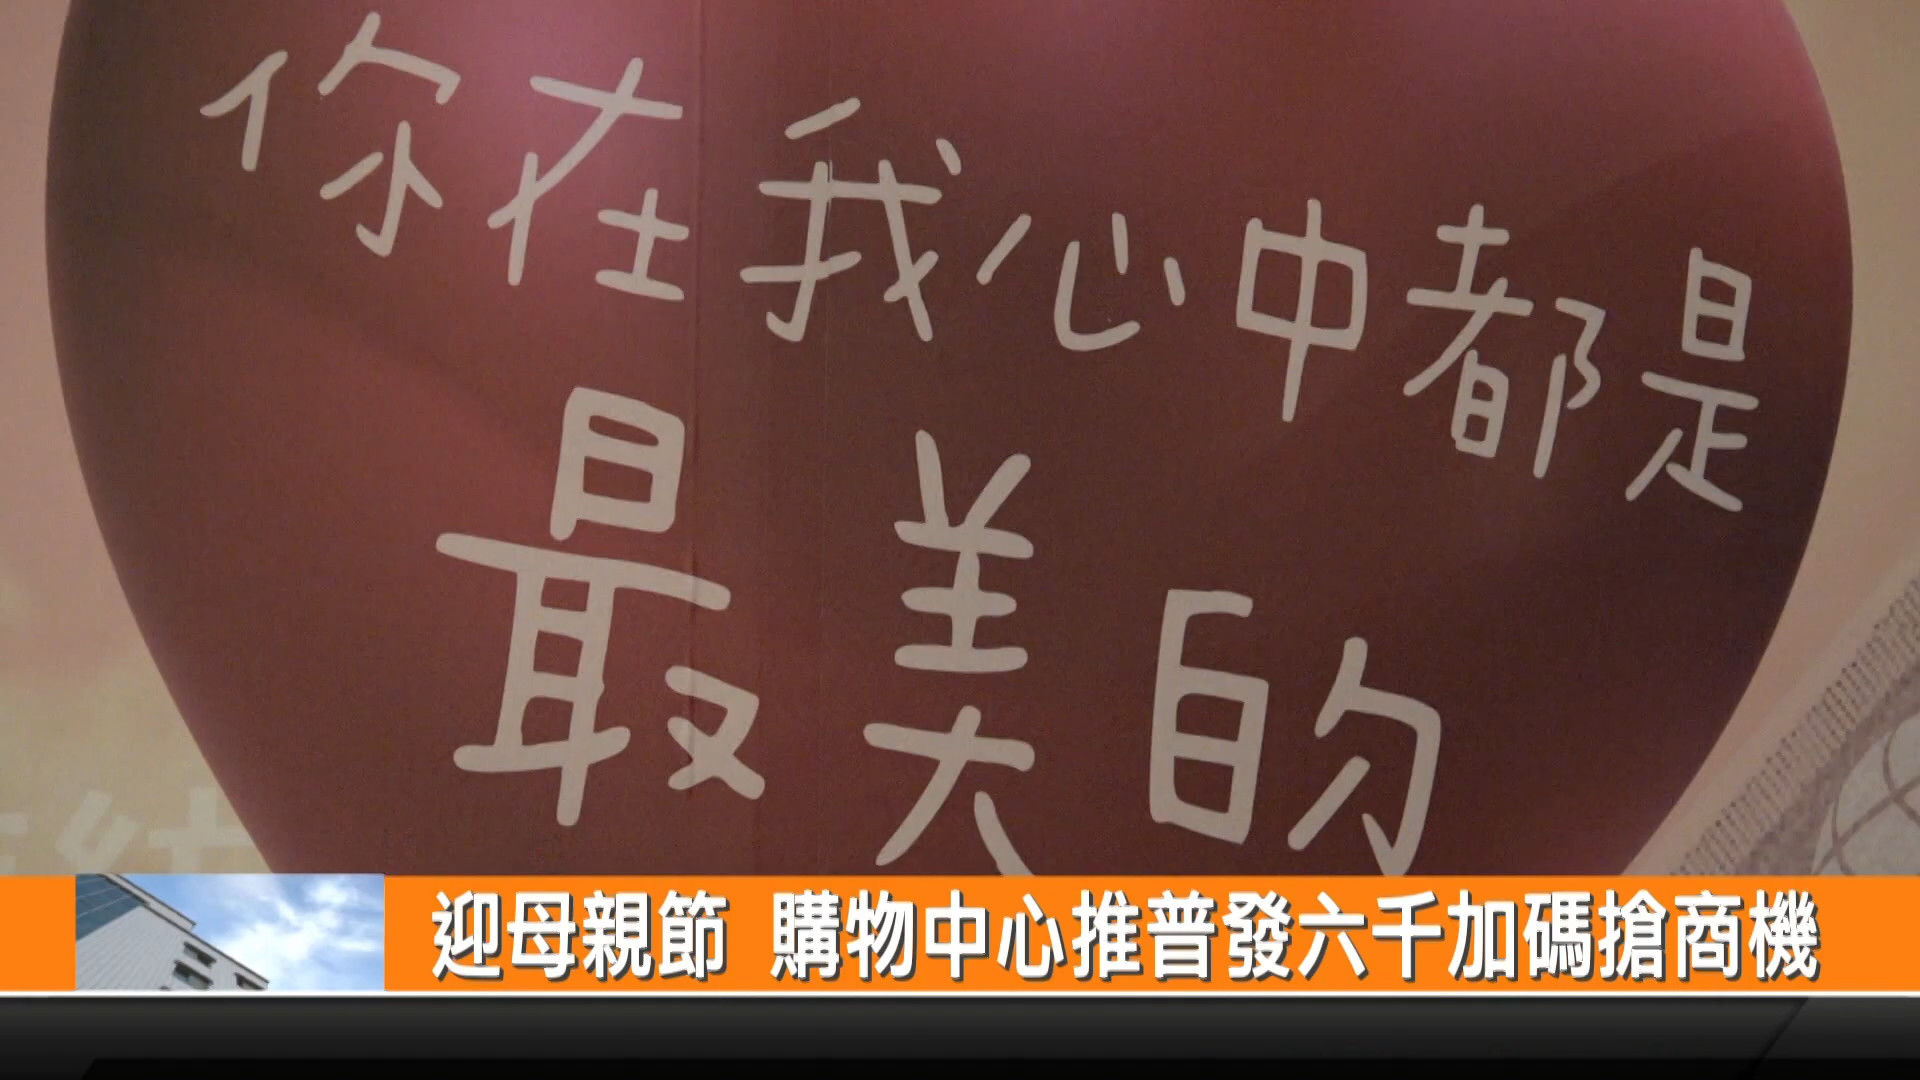 你在我心中都是
最美的
迎母親節 購物中心推普發六千加碼搶商機